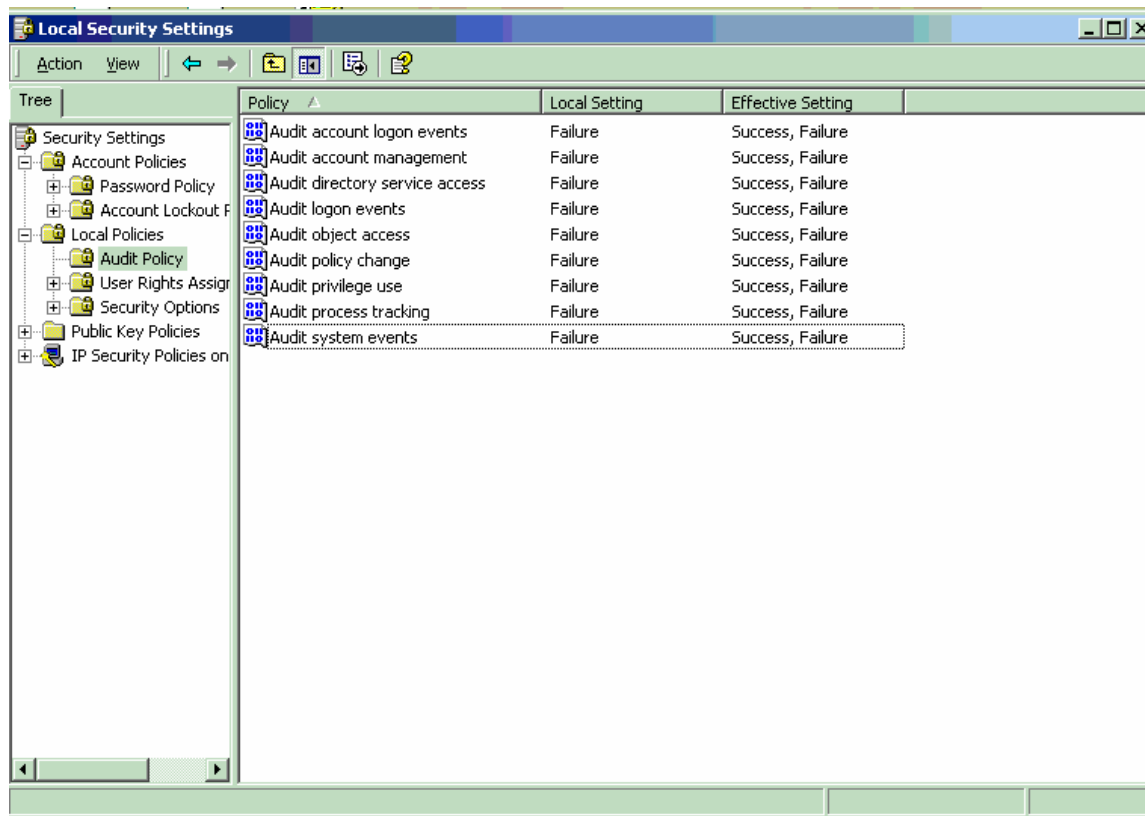 Local Security Settings
Action View
Tree
Security Settings
Account Policies
Password Policy
Account Lockout P
Local Policies
Audit Policy
User Rights Assigr
Security Options
Public Key Policies
IP Security Policies on
Policy Local Setting Effective Setting
Audit account logon events Failure Success, Failure
Audit account management Failure Success, Failure
Audit directory service access Failure Success, Failure
Audit logon events Failure Success, Failure
Audit object access Failure Success, Failure
Audit policy change Failure Success, Failure
Audit privilege use Failure Success, Failure
Audit process tracking Failure Success, Failure
Audit system events Failure Success, Failure